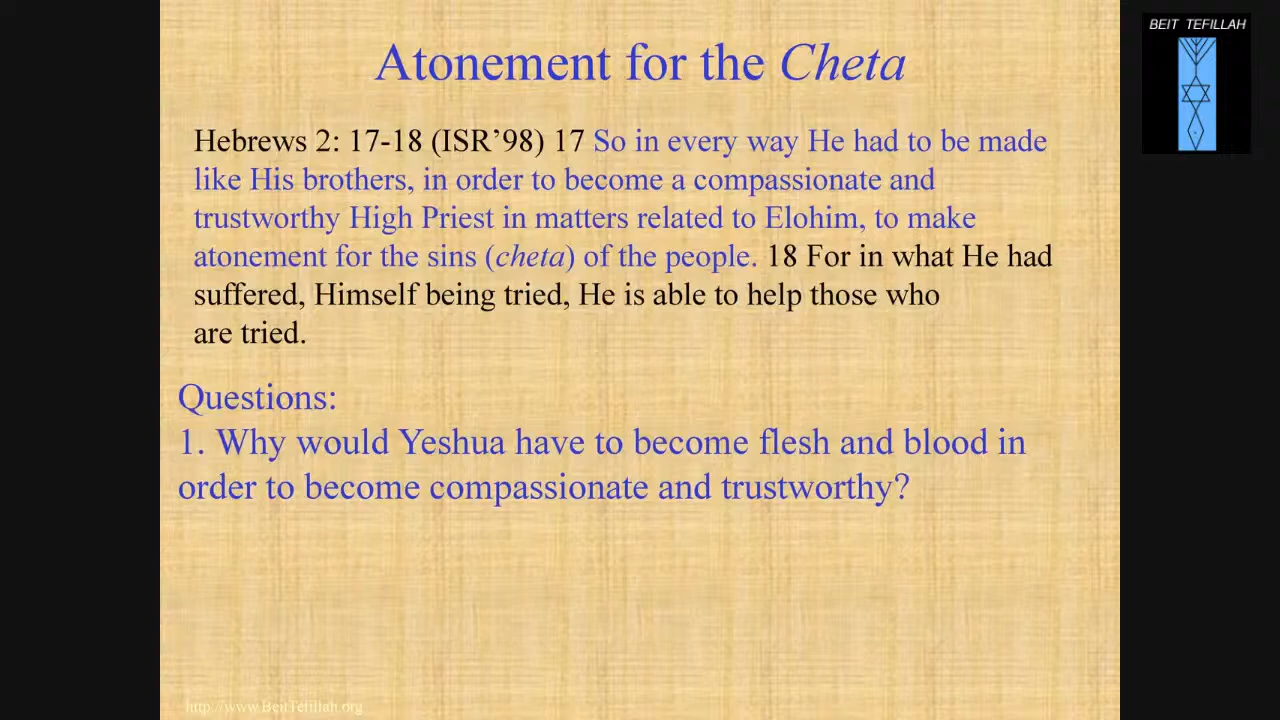 BEIT TEFILLAH
Atonement for the Cheta
Hebrews 2: 17-18 (ISR’98) 17 So in every way He had to be made
like His brothers, in order to become a compassionate and
trustworthy High Priest in matters related to Elohim, to make
atonement for the sins (cheta) of the people. 18 For in what He had
suffered, Himself being tried, He is able to help those who
are tried.
Questions:
1. Why would Yeshua have to become flesh and blood in
order to become compassionate and trustworthy?
http://www.BeitTefillah.org